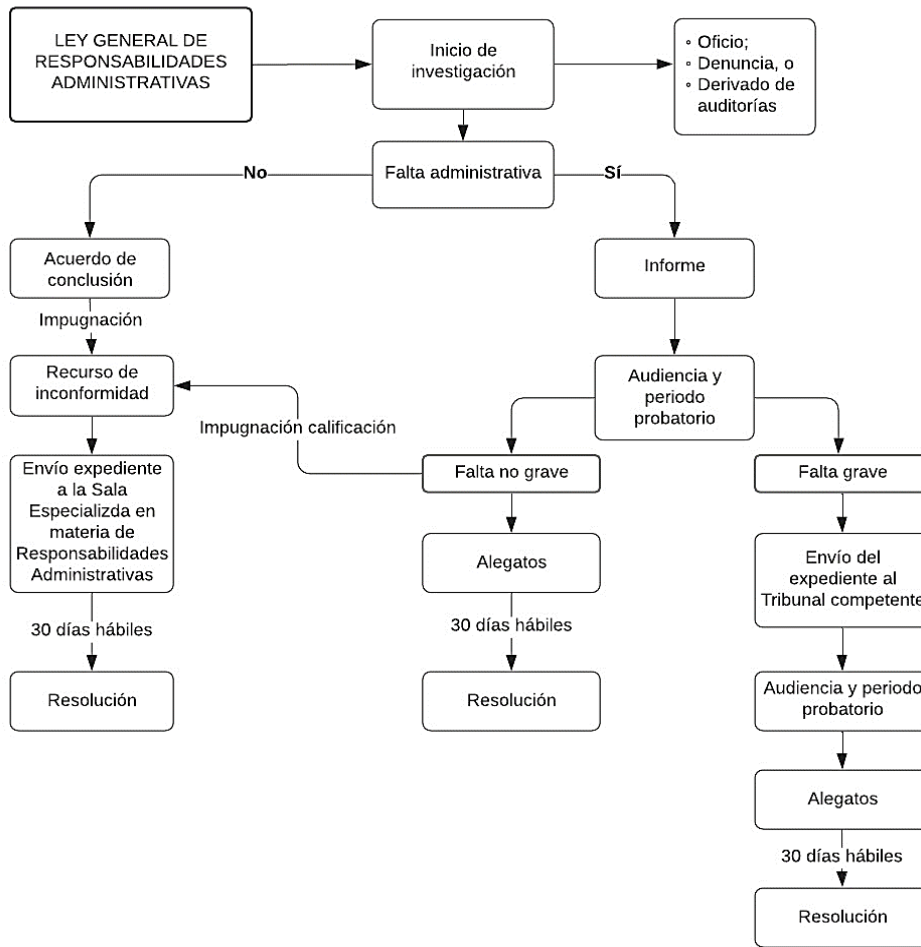 LEY GENERAL DE
RESPONSABILIDADES
ADMINISTRATIVAS
Inicio de
investigación
◦ Oficio;
◦ Denuncia, o
◦ Derivado de
auditorías
No
Falta administrativa
Sí
Acuerdo de
conclusión
Informe
Impugnación
Recurso de
inconformidad
Audiencia y
periodo
probatorio
Impugnación calificación
Falta no grave
Falta grave
Envío expediente
a la Sala
Especializda en
materia de
Responsabilidades
Administrativas
Alegatos
Envío del
expediente al
Tribunal competente
30 días hábiles
30 días hábiles
Resolución
Resolución
Audiencia y periodo
probatorio
Alegatos
30 días hábiles
Resolución